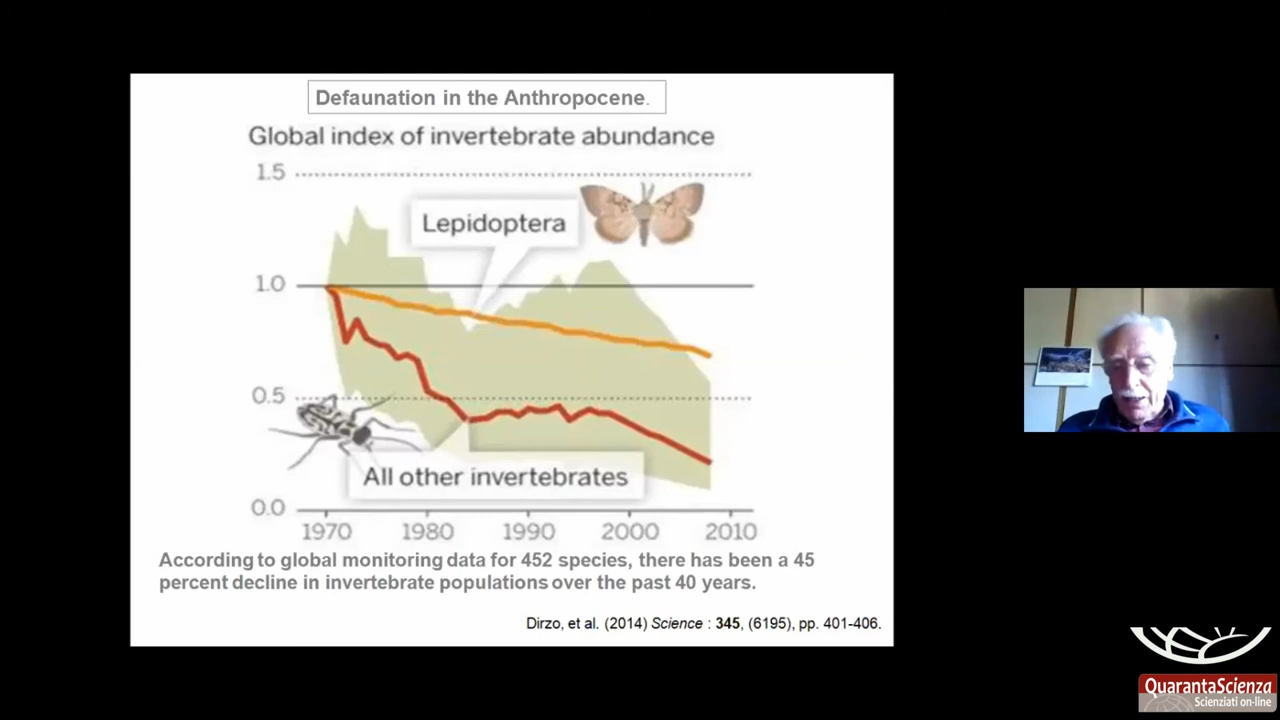 Defaunation in the Anthropocene.
Global index of invertebrate abundance
1.5
Lepidoptera
1.0
0.5
All other invertebrates
0.0
1970 1980 1990 2000 2010
According to global monitoring data for 452 species, there has been a 45
percent decline in invertebrate populations over the past 40 years.
Dirzo, et al. (2014) Science : 345, (6195), pp. 401-406.
QuarantaScienza
Scienziati on-line